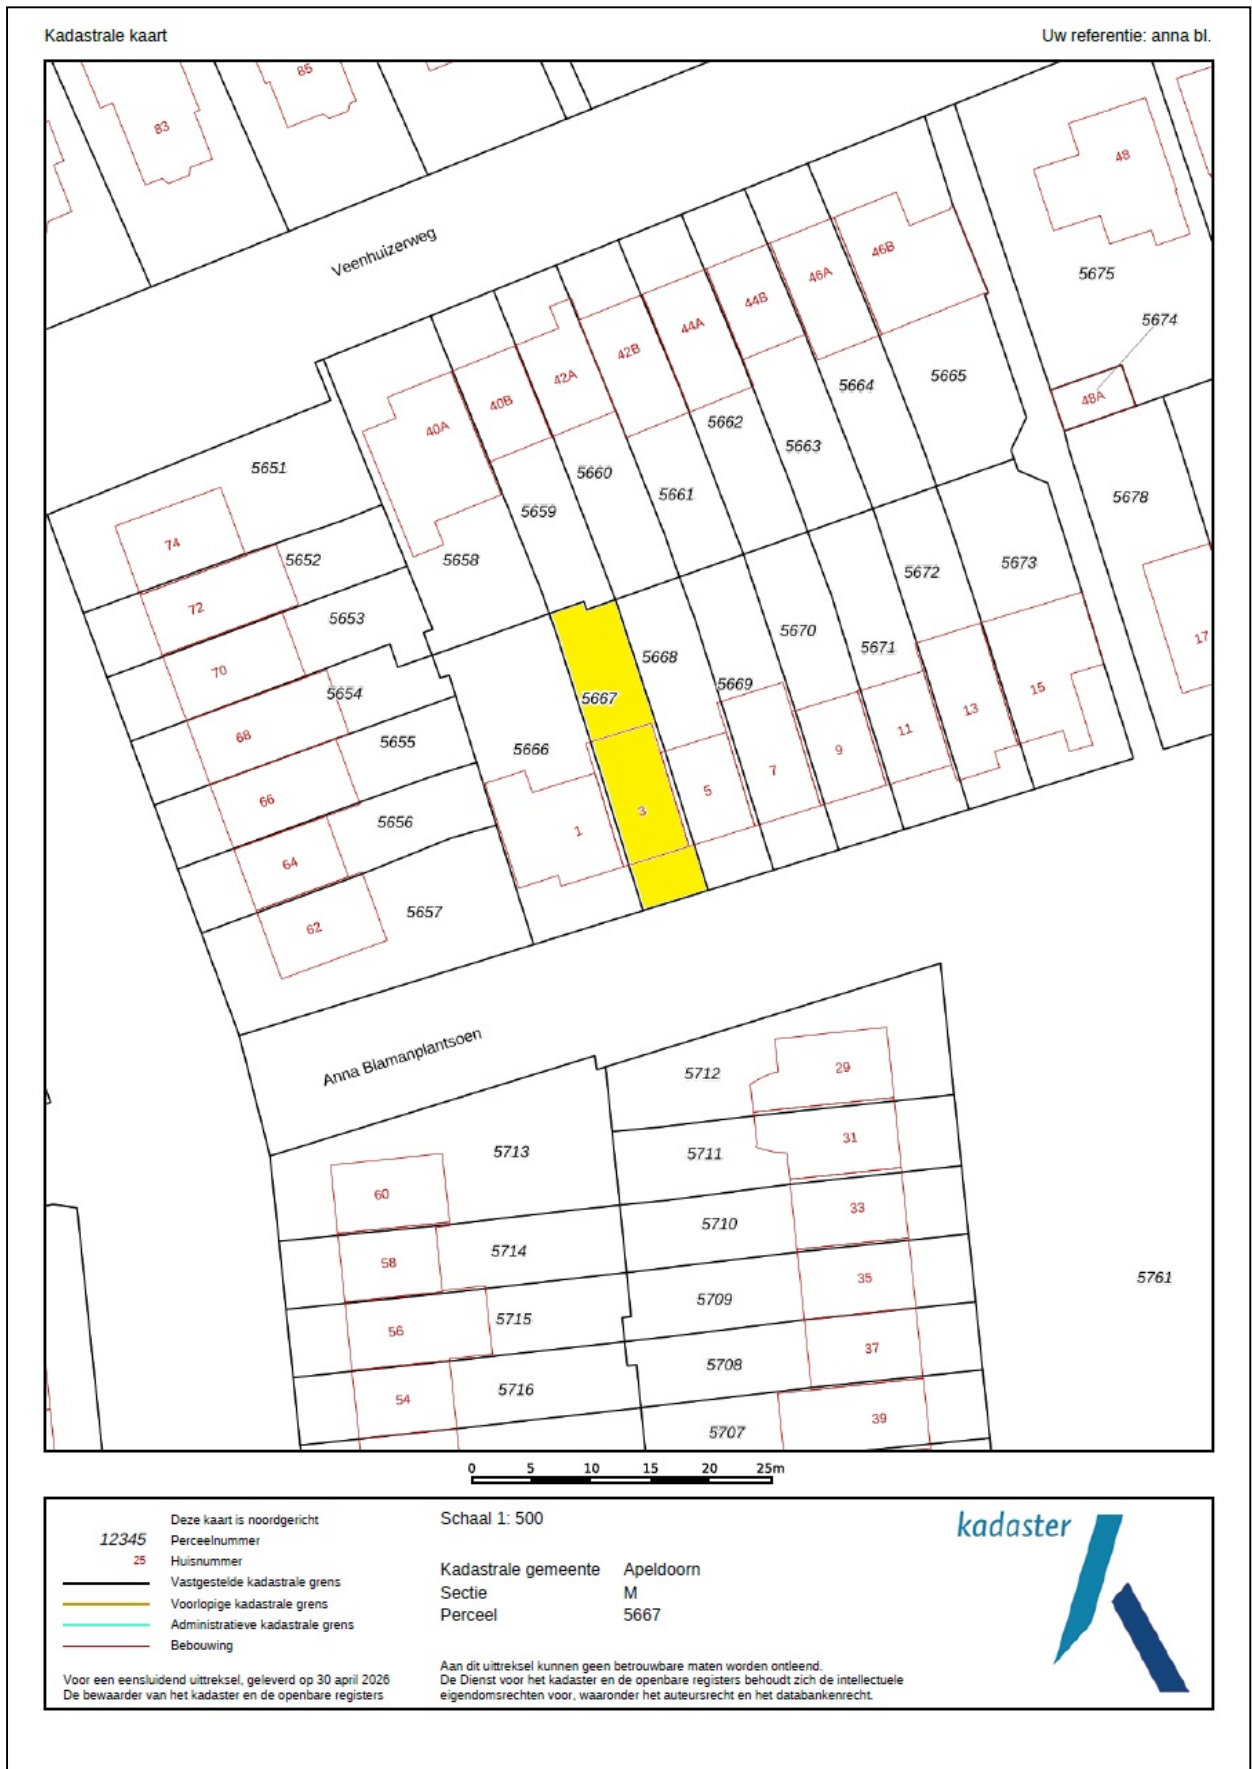 Kadastrale kaart
Uw referentie: anna bl.
85
83
48
Veenhuizerweg
46B
46A
44B
44A
42B
42A
40B
40A
5675
5674
48A
5665
5664
5662
5663
5660
5661
5659
5658
5651
5678
74
5652
72
5653
70
5654
68
5655
66
5656
64
62
5657
5672
5673
5670
5671
5668
5669
5667
5666
17
15
13
11
9
7
5
3
1
Anna Blamanplantsoen
5712
29
5713
5711
31
60
5710
33
58
5714
5709
35
5761
56
5715
5708
37
54
5716
5707
39
0 5 10 15 20 25m
Deze kaart is noordgericht
12345 Perceelnummer
25 Huisnummer
Vastgestelde kadastrale grens
Voorlopige kadastrale grens
Administratieve kadastrale grens
Bebouwing
Voor een eensluidend uittreksel, geleverd op 30 april 2026
De bewaarder van het kadaster en de openbare registers
Schaal 1: 500
Kadastrale gemeente Apeldoorn
Sectie M
Perceel 5667
Aan dit uittreksel kunnen geen betrouwbare maten worden ontleend.
De Dienst voor het kadaster en de openbare registers behoudt zich de intellectuele
eigendomsrechten voor, waaronder het auteursrecht en het databankenrecht.
kadaster